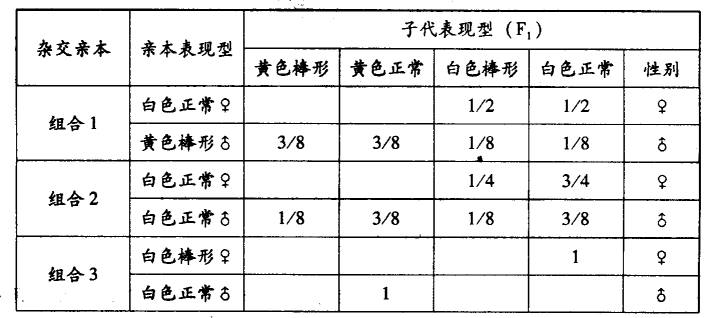 杂交亲本 亲本表现型 子代表现型 (F₁)
黄色棒形 黄色正常 白色棒形 白色正常 性别
组合1 白色正常♀ 1/2 1/2 ♀
黄色棒形♂ 3/8 3/8 1/8 1/8 ♂
组合2 白色正常♀ 1/4 3/4 ♀
白色正常♂ 1/8 3/8 1/8 3/8 ♂
组合3 白色棒形♀ 1 ♀
白色正常♂ 1 ♂